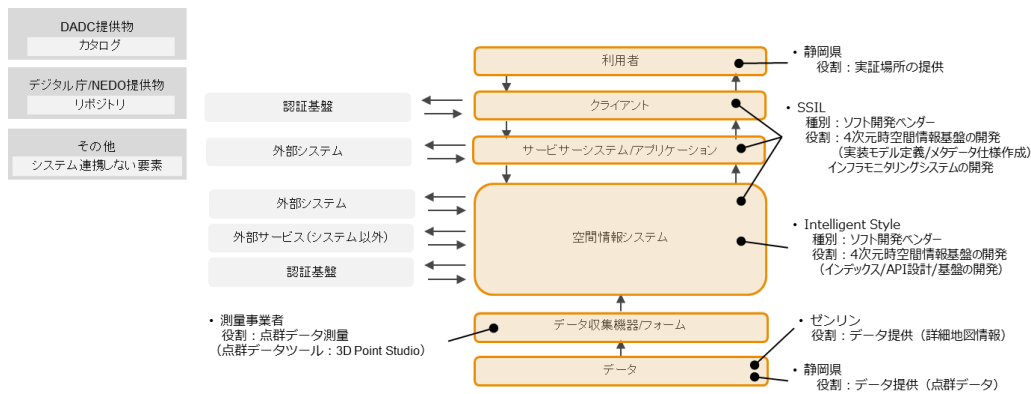 DADC提供物
カタログ
デジタル庁/NEDO提供物
リポジトリ
その他
システム連携しない要素
利用者
・静岡県
役割：実証場所の提供
認証基盤
クライアント
・SSIL
種別：ソフト開発ベンダー
役割：4次元時空間情報基盤の開発
（実装モデル定義/メタデータ仕様作成）
インフラモニタリングシステムの開発
外部システム
サービサーシステム/アプリケーション
外部システム
外部サービス（システム以外）
認証基盤
空間情報システム
・Intelligent Style
種別：ソフト開発ベンダー
役割：4次元時空間情報基盤の開発
（インデックス/API設計/基盤の開発）
・測量事業者
役割：点群データ測量
（点群データツール：3D Point Studio）
データ収集機器/フォーム
・ゼンリン
役割：データ提供（詳細地図情報）
データ
・静岡県
役割：データ提供（点群データ）